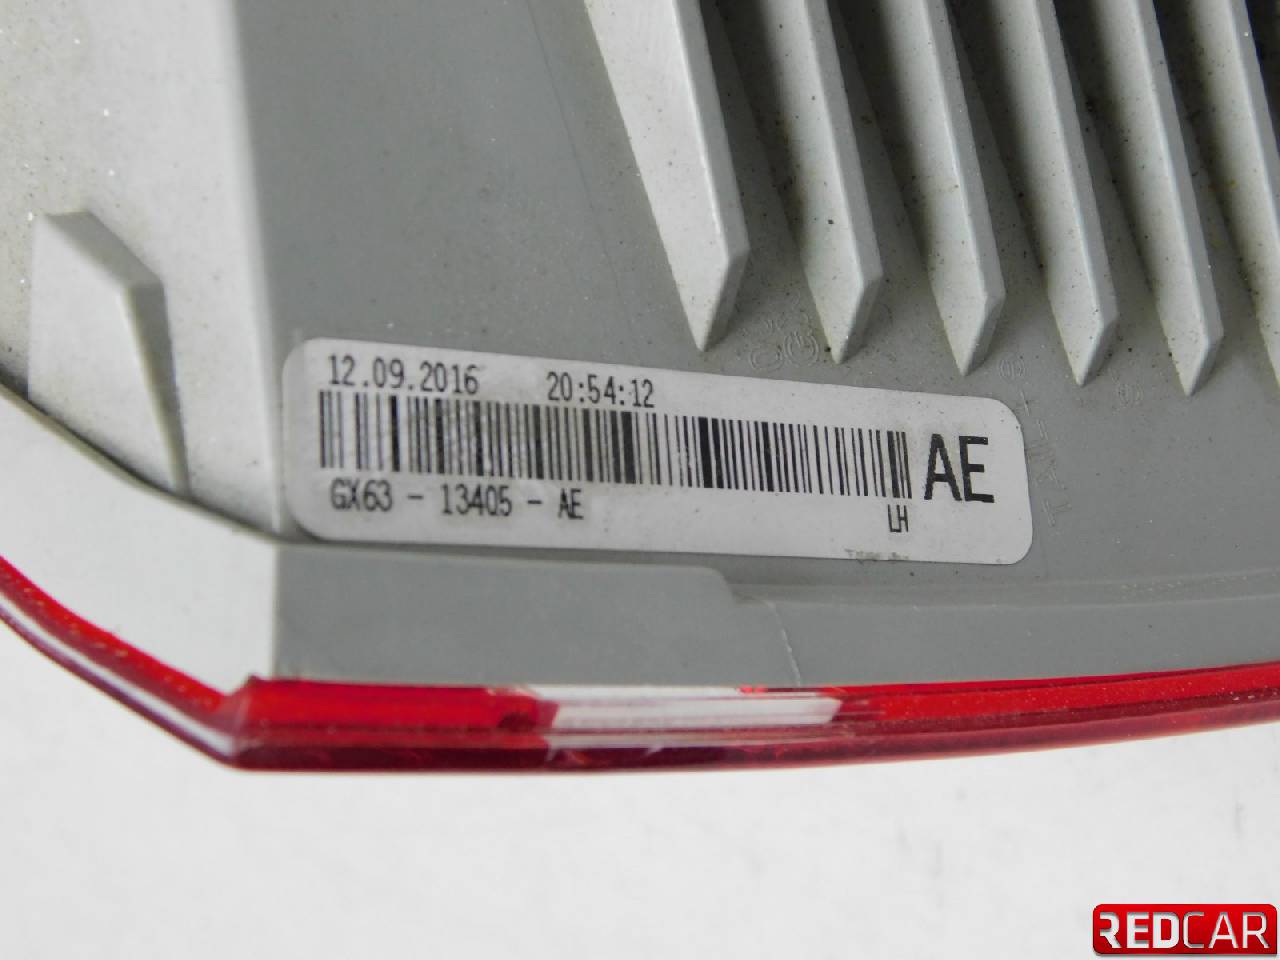 12.09.2016 20:54:12
AE
GX63 - 13405 - AE
LH
REDCAR